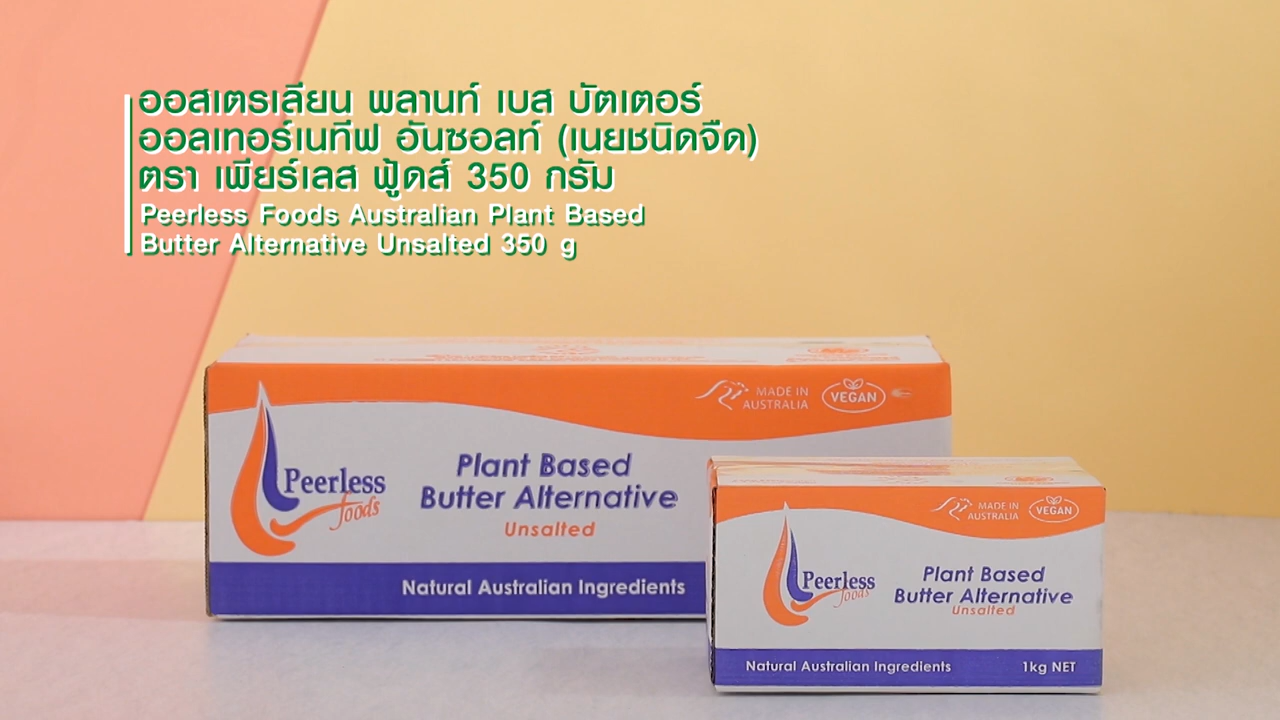 ออสเตรเลียน พลานท์ เบส บัตเตอร์
ออลเทอร์เนทีฟ อันซอลท์ (เนยชนิดจืด)
ตรา เพียร์เลส ฟู้ดส์ 350 กรัม
Peerless Foods Australian Plant Based
Butter Alternative Unsalted 350 g
MADE IN
AUSTRALIA
VEGAN
Peerless
foods
Plant Based
Butter Alternative
Unsalted
Natural Australian Ingredients
MADE IN
AUSTRALIA
VEGAN
Peerless
foods
Plant Based
Butter Alternative
Unsalted
Natural Australian Ingredients 1kg NET